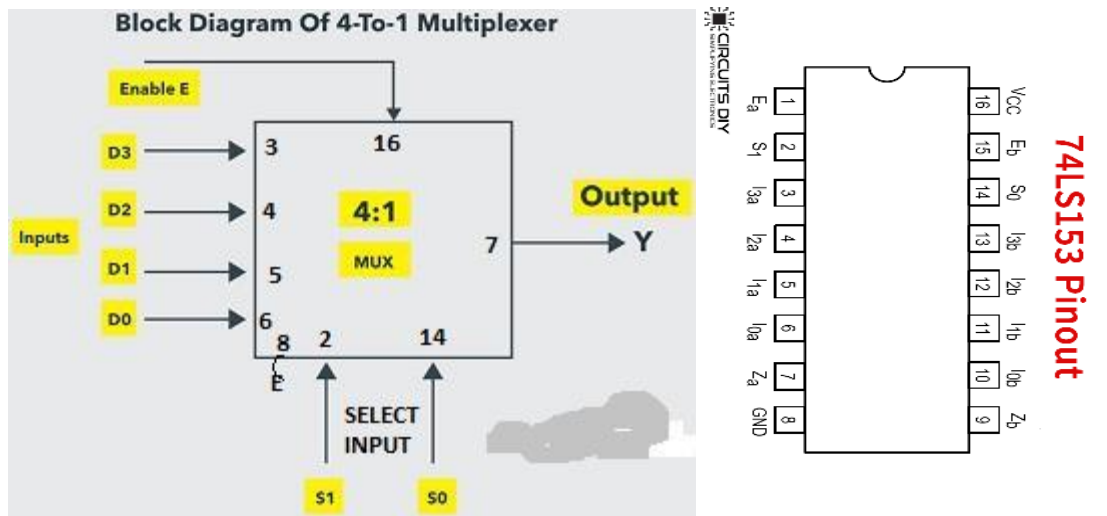 Block Diagram Of 4-To-1 Multiplexer
Enable E
16
D3
3
D2
4
Inputs
D1
5
D0
6
4:1
MUX
7
Output
Y
8
E
2
14
SELECT
INPUT
S1
S0
CIRCUITS DIY
SIMPLIFYING ELECTRONICS
Ea 1
S1 2
I3a 3
I2a 4
I1a 5
I0a 6
Za 7
GND 8
16 VCC
15 Eb
14 S0
13 I3b
12 I2b
11 I1b
10 I0b
9 Zb
74LS153 Pinout